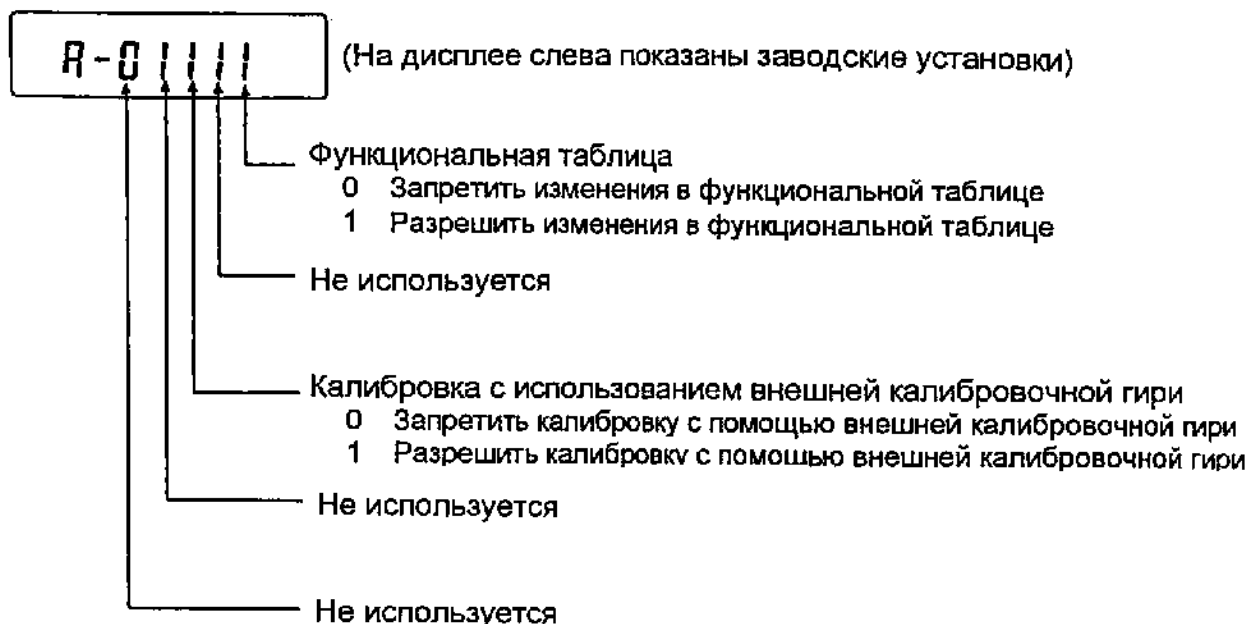 A-01111 (На дисплее слева показаны заводские установки)
Функциональная таблица
0 Запретить изменения в функциональной таблице
1 Разрешить изменения в функциональной таблице
Не используется
Калибровка с использованием внешней калибровочной гири
0 Запретить калибровку с помощью внешней калибровочной гири
1 Разрешить калибровку с помощью внешней калибровочной гири
Не используется
Не используется